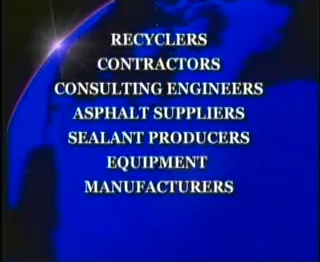 RECYCLERS
CONTRACTORS
CONSULTING ENGINEERS
ASPHALT SUPPLIERS
SEALANT PRODUCERS
EQUIPMENT
MANUFACTURERS